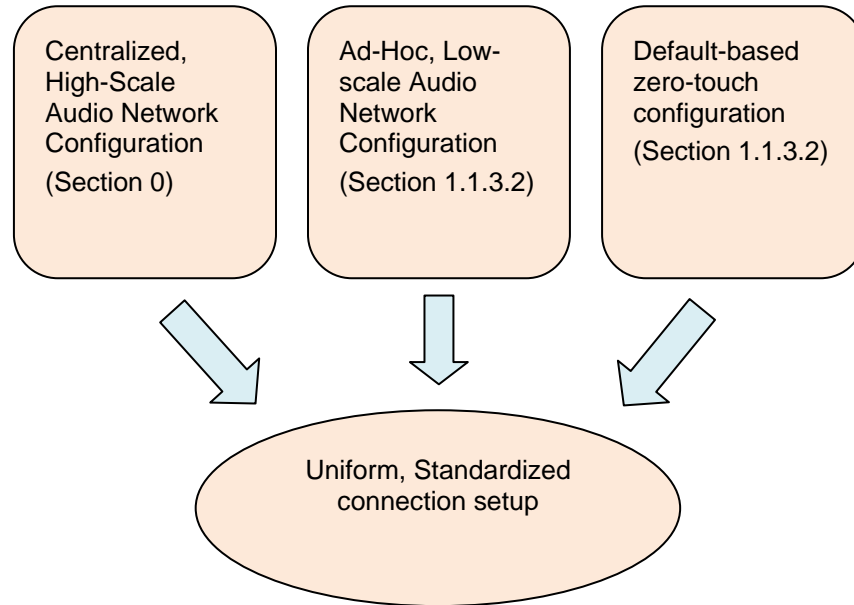 Centralized,
High-Scale
Audio Network
Configuration
(Section 0)
Ad-Hoc, Low-
scale Audio
Network
Configuration
(Section 1.1.3.2)
Default-based
zero-touch
configuration
(Section 1.1.3.2)
Uniform, Standardized
connection setup